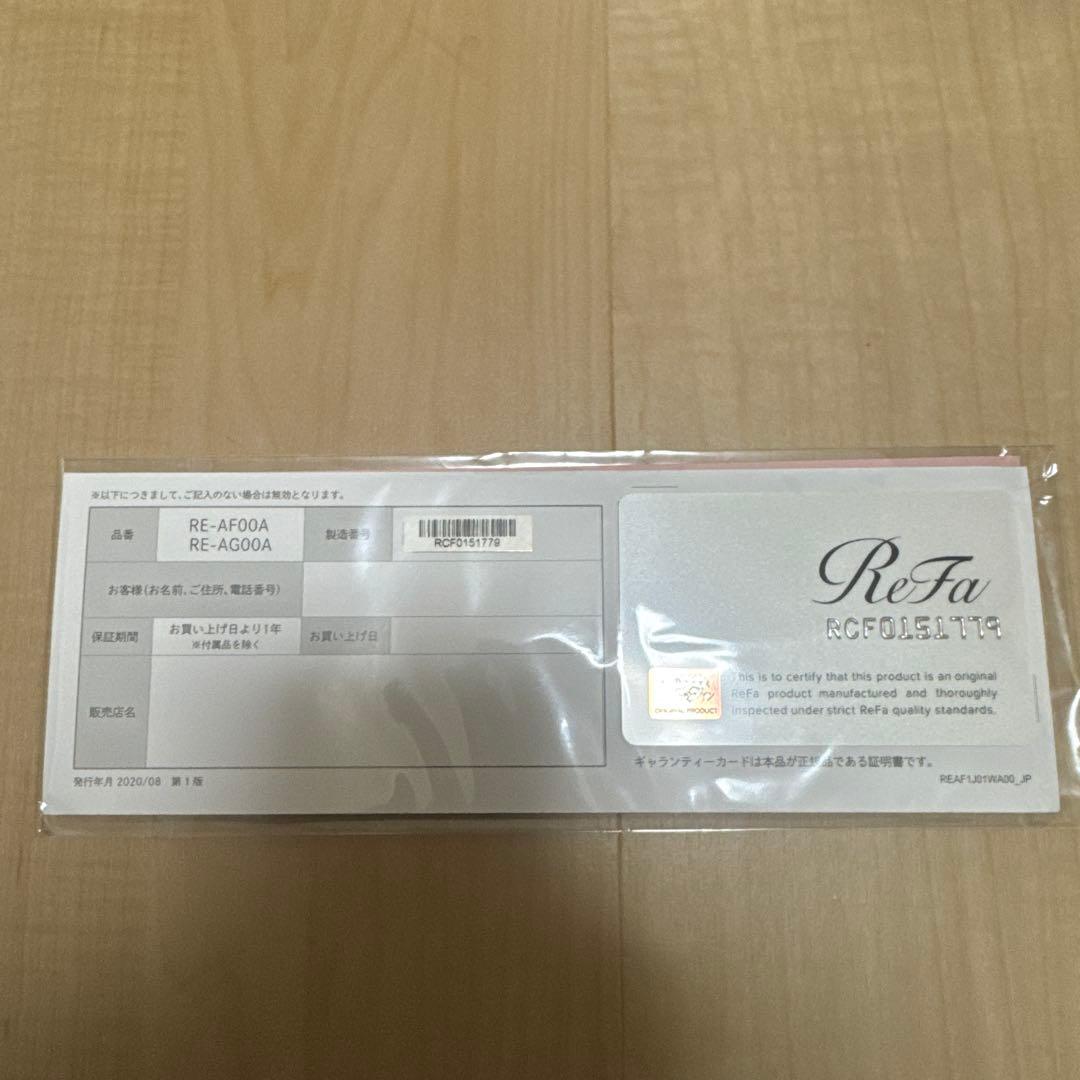 ※以下につきまして、ご記入のない場合は無効となります。
品番
RE-AF00A
RE-AG00A
製造番号
RCF0151779
お客様(お名前、ご住所、電話番号)
保証期間
お買い上げ日より1年
※付属品を除く
お買い上げ日
販売店名
発行年月 2020/08 第1版
ReFa
RCF0151779
This is to certify that this product is an original
ReFa product manufactured and thoroughly
inspected under strict ReFa quality standards.
ORIGINAL PRODUCT
ギャランティーカードは本品が正規品である証明書です。
REAF1J01WA00_JP